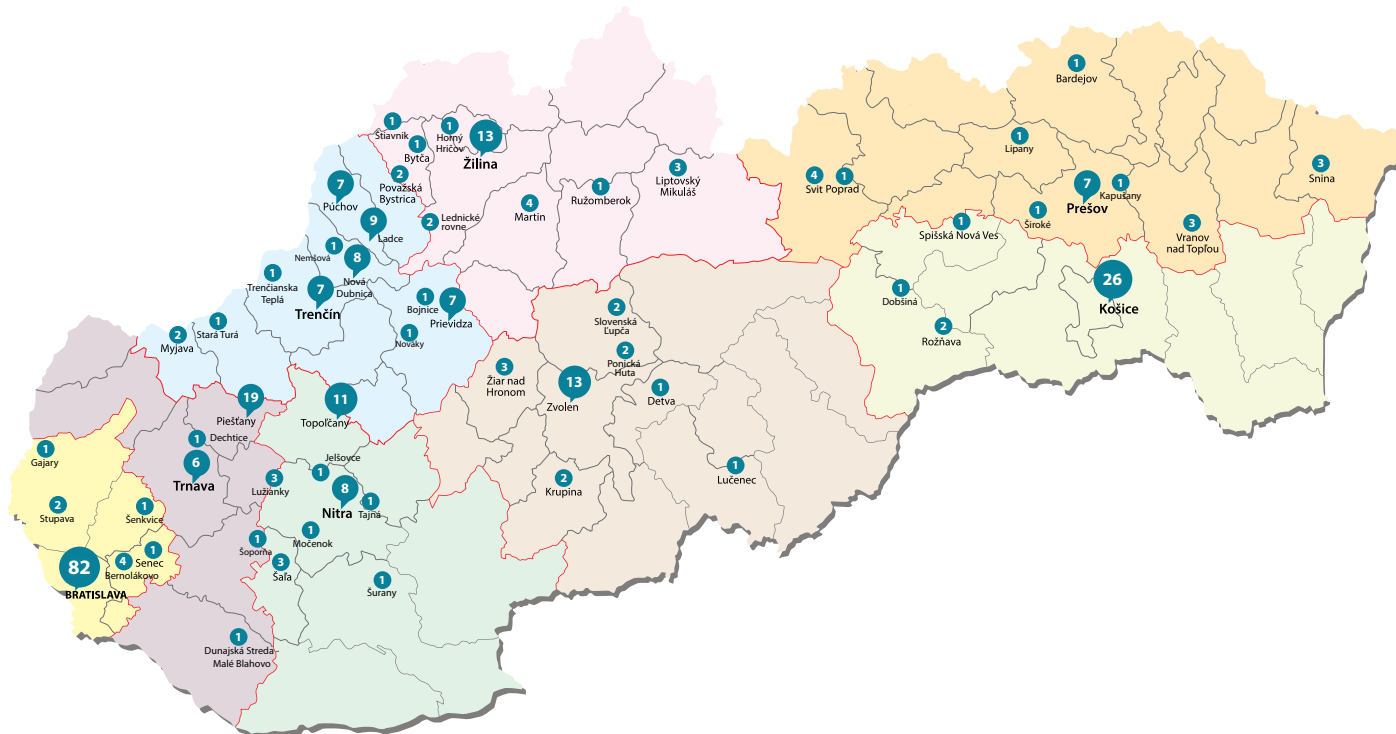 1
Bardejov
1
Štiavnik
1
Horný
Hričov
13
Žilina
1
Bytča
2
Považská
Bystrica
1
Lipany
3
Liptovský
Mikuláš
4
Svit
1
Poprad
3
Snina
7
Púchov
1
Ružomberok
4
Martin
7
Prešov
1
Kapušany
9
Ladce
2
Lednické
rovne
1
Široké
1
Spišská Nová Ves
3
Vranov
nad Topľou
1
Nemšová
8
Nová
Dubnica
1
Trenčianska
Teplá
7
Trenčín
1
Bojnice
7
Prievidza
1
Dobšiná
26
Košice
2
Slovenská
Ľupča
2
Rožňava
2
Myjava
1
Stará Turá
1
Nováky
2
Ponická
Huta
3
Žiar nad
Hronom
13
Zvolen
1
Detva
19
Piešťany
11
Topoľčany
1
Dechtice
1
Gajary
6
Trnava
1
Jelšovce
3
Lužianky
8
Nitra
1
Tajná
2
Krupina
1
Lučenec
2
Stupava
1
Šenkvice
1
Močenok
1
Šoporňa
3
Šaľa
1
Senec
4
Bernolákovo
82
BRATISLAVA
1
Šurany
1
Dunajská Streda-
Malé Blahovo